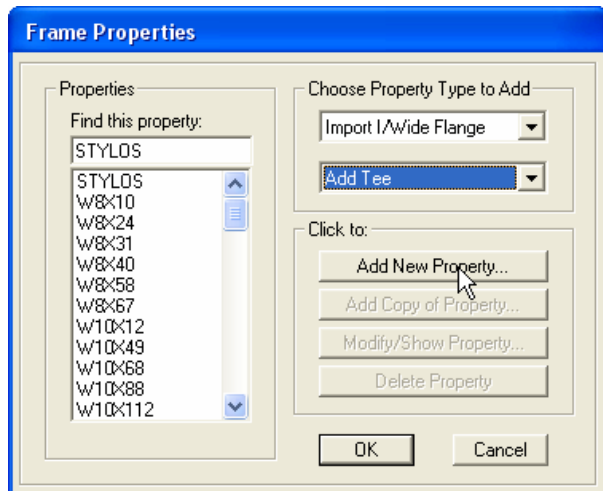 Frame Properties
Properties
Find this property:
STYLOS
STYLOS
W8X10
W8X24
W8X31
W8X40
W8X58
W8X67
W10X12
W10X49
W10X68
W10X88
W10X112
Choose Property Type to Add
Import I/Wide Flange
Add Tee
Click to:
Add New Property...
Add Copy of Property...
Modify/Show Property...
Delete Property
OK
Cancel